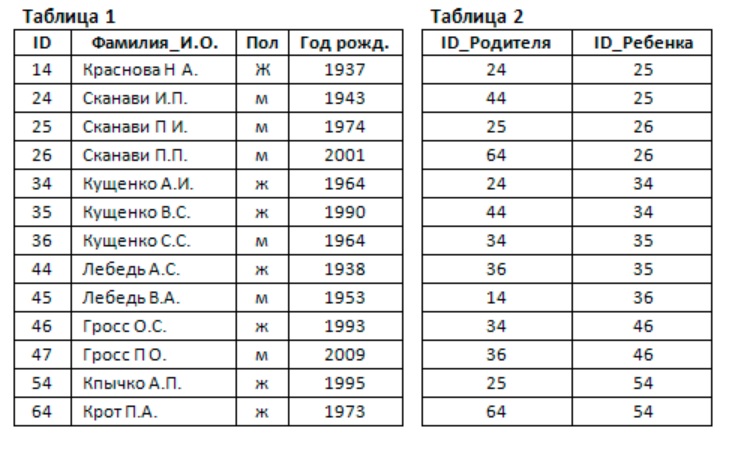 Таблица 1 Таблица 2
ID Фамилия_И.О. Пол Год рожд. ID_Родителя ID_Ребенка
14 Краснова Н А. Ж 1937 24 25
24 Сканави И.П. м 1943 44 25
25 Сканави П И. м 1974 25 26
26 Сканави П.П. м 2001 64 26
34 Кущенко А.И. ж 1964 24 34
35 Кущенко В.С. ж 1990 44 34
36 Кущенко С.С. м 1964 34 35
44 Лебедь А.С. ж 1938 36 35
45 Лебедь В.А. м 1953 14 36
46 Гросс О.С. ж 1993 34 46
47 Гросс П О. м 2009 36 46
54 Кпычко А.П. ж 1995 25 54
64 Крот П.А. ж 1973 64 54